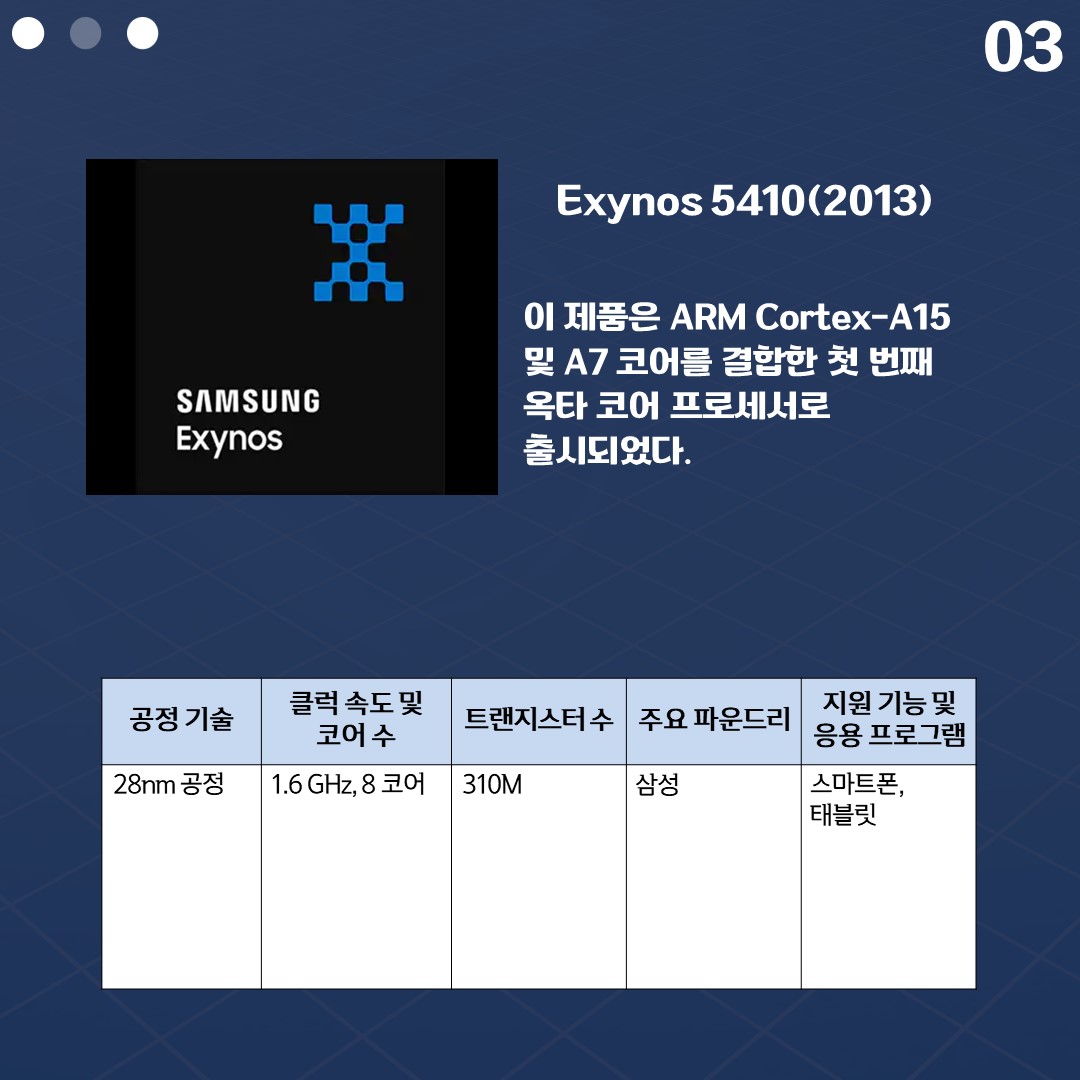 03
SAMSUNG
Exynos
Exynos 5410(2013)
이 제품은 ARM Cortex-A15
및 A7 코어를 결합한 첫 번째
옥타 코어 프로세서로
출시되었다.
공정 기술
클럭 속도 및
코어 수
트랜지스터 수
주요 파운드리
지원 기능 및
응용 프로그램
28nm 공정
1.6 GHz, 8 코어
310M
삼성
스마트폰,
태블릿